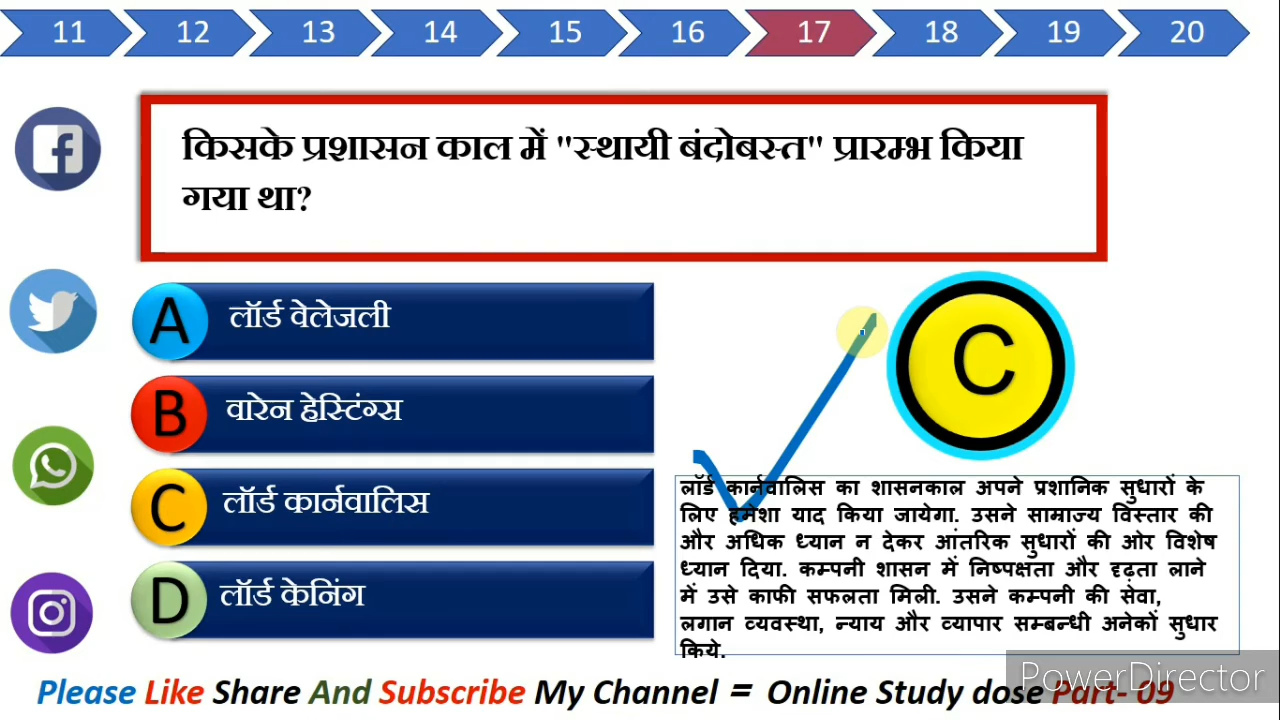 11 12 13 14 15 16 17 18 19 20
किसके प्रशासन काल में "स्थायी बंदोबस्त" प्रारम्भ किया
गया था?
A लॉर्ड वेलेजली
B वारेन हेस्टिंग्स
C लॉर्ड कार्नवालिस
D लॉर्ड केनिंग
C
लॉर्ड कार्नवालिस का शासनकाल अपने प्रशानिक सुधारों के
लिए हमेशा याद किया जायेगा. उसने साम्राज्य विस्तार की
और अधिक ध्यान न देकर आंतरिक सुधारों की ओर विशेष
ध्यान दिया. कम्पनी शासन में निष्पक्षता और दृढ़ता लाने
में उसे काफी सफलता मिली. उसने कम्पनी की सेवा,
लगान व्यवस्था, न्याय और व्यापार सम्बन्धी अनेकों सुधार
किये.
Please Like Share And Subscribe My Channel = Online Study dose Part- 09
PowerDirector